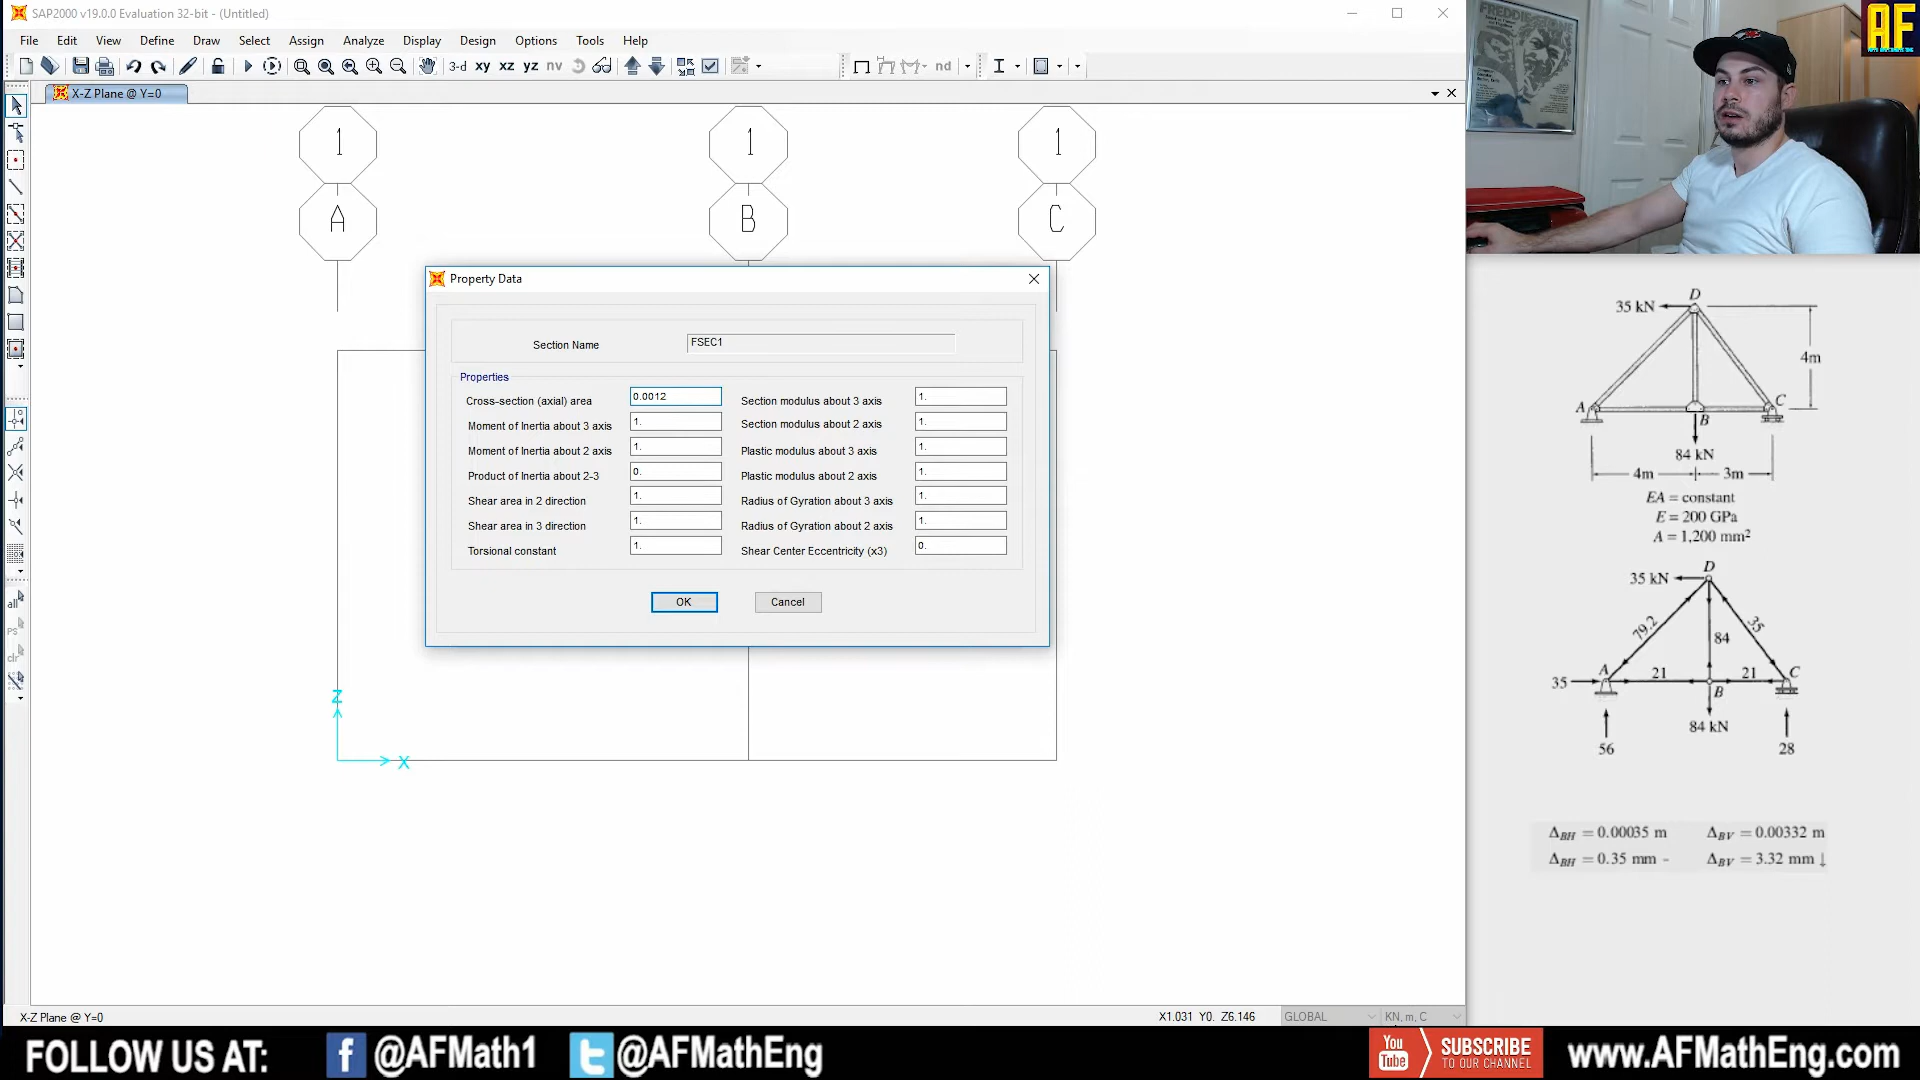 SAP2000 v19.0.0 Evaluation 32-bit - (Untitled)
File Edit View Define Draw Select Assign Analyze Display Design Options Tools Help
3-d xy xz yz nv nd
X-Z Plane @ Y=0
1 1 1
A B C
Property Data
Section Name FSEC1
Properties
Cross-section (axial) area 0.0012 Section modulus about 3 axis 1.
Moment of Inertia about 3 axis 1. Section modulus about 2 axis 1.
Moment of Inertia about 2 axis 1. Plastic modulus about 3 axis 1.
Product of Inertia about 2-3 0. Plastic modulus about 2 axis 1.
Shear area in 2 direction 1. Radius of Gyration about 3 axis 1.
Shear area in 3 direction 1. Radius of Gyration about 2 axis 1.
Torsional constant 1. Shear Center Eccentricity (x3) 0.
OK Cancel
Z
X
all
PS
clr
X-Z Plane @ Y=0 X1.031 Y0. Z6.146 GLOBAL KN, m, C
AF
D
35 kN
4m
A C
B
84 kN
4m 3m
EA = constant
E = 200 GPa
A = 1,200 mm²
D
35 kN
79.2 35
84
A 21 21 C
35
B
84 kN
56 28
Δ_BH = 0.00035 m Δ_BV = 0.00332 m
Δ_BH = 0.35 mm - Δ_BV = 3.32 mm ↓
FOLLOW US AT: f @AFMath1 @AFMathEng
You Tube SUBSCRIBE TO OUR CHANNEL www.AFMathEng.com